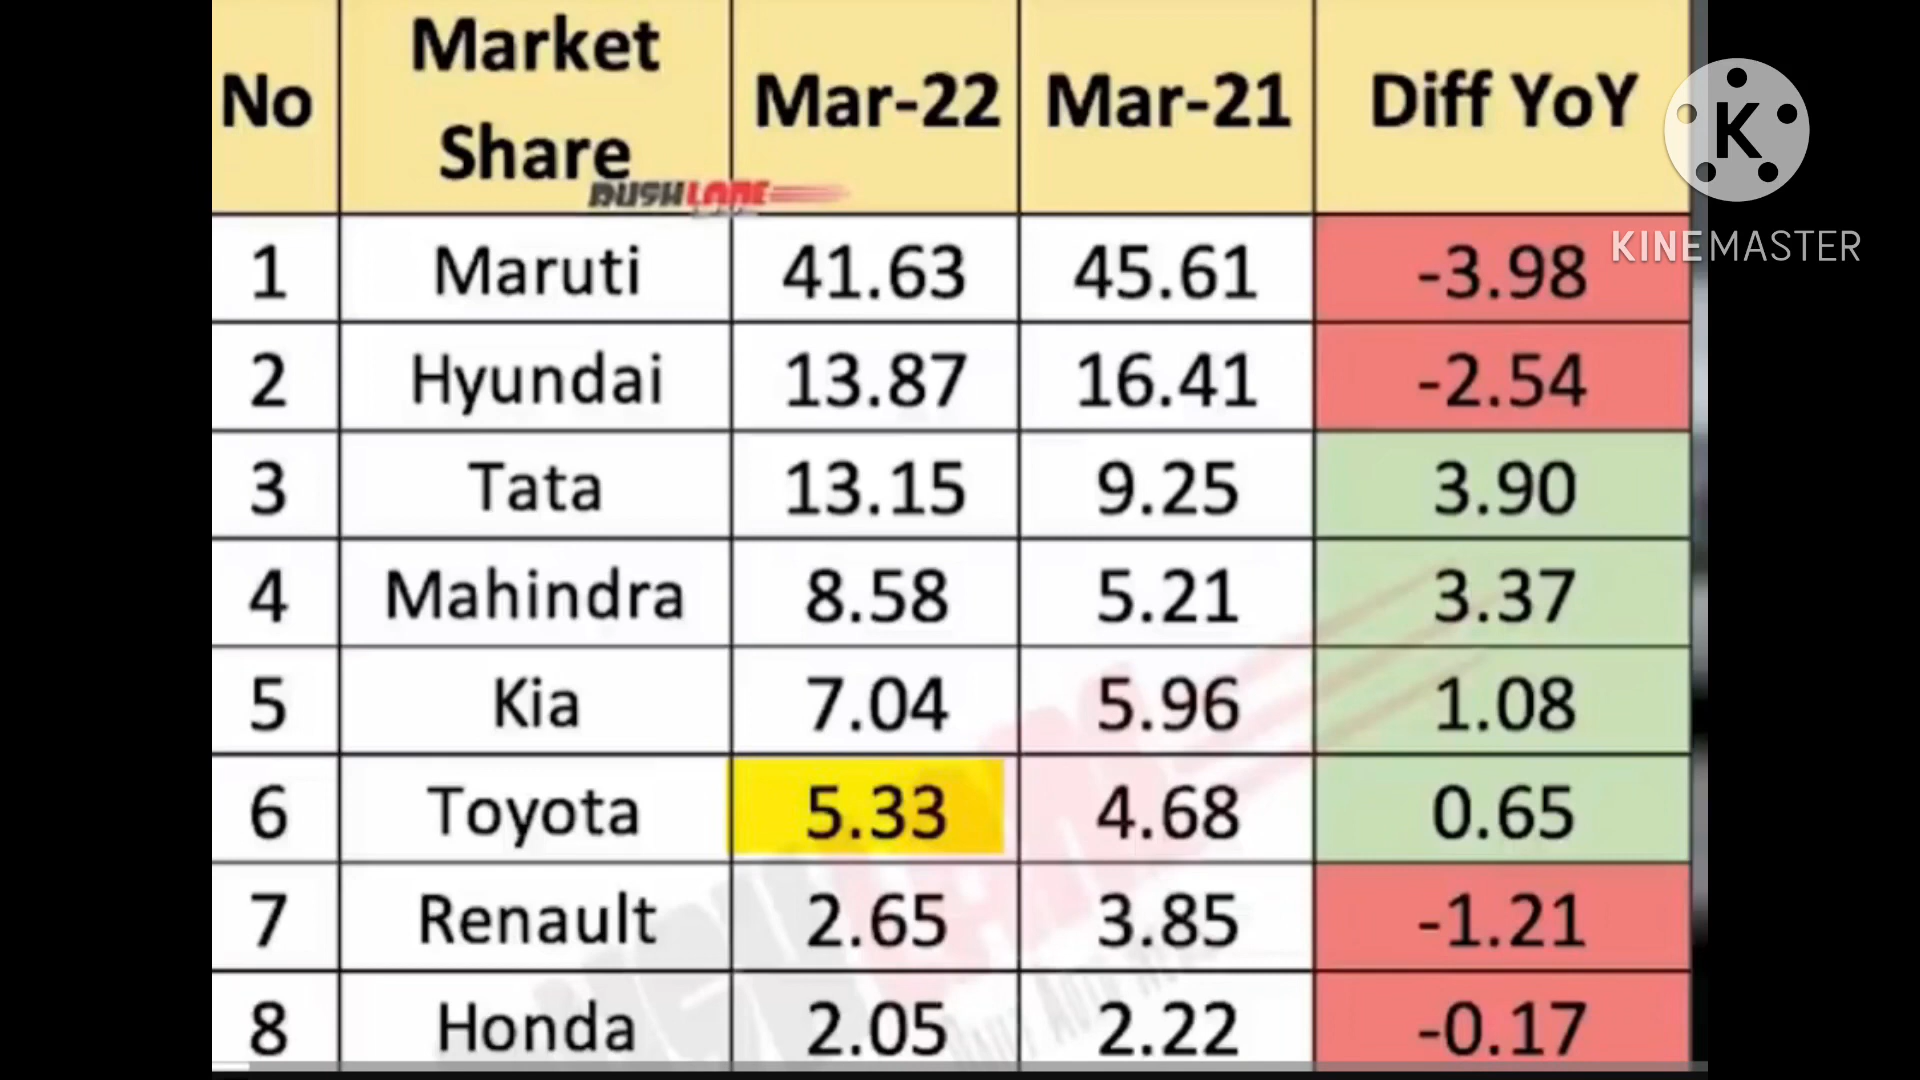 No Market Share Mar-22 Mar-21 Diff YoY
RUSHLANE
K
KINEMASTER
1 Maruti 41.63 45.61 -3.98
2 Hyundai 13.87 16.41 -2.54
3 Tata 13.15 9.25 3.90
4 Mahindra 8.58 5.21 3.37
5 Kia 7.04 5.96 1.08
6 Toyota 5.33 4.68 0.65
7 Renault 2.65 3.85 -1.21
8 Honda 2.05 2.22 -0.17